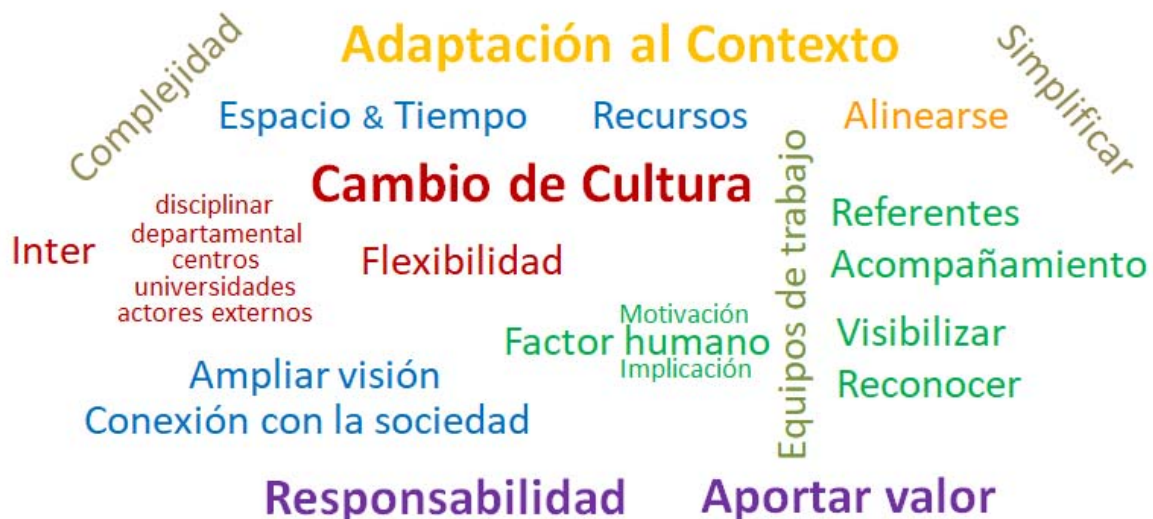 Complejidad
Adaptación al Contexto
Simplificar
Espacio & Tiempo
Recursos
Alinearse
Cambio de Cultura
Inter
disciplinar
departamental
centros
universidades
actores externos
Flexibilidad
Equipos de trabajo
Referentes
Acompañamiento
Motivación
Factor humano
Implicación
Visibilizar
Reconocer
Ampliar visión
Conexión con la sociedad
Responsabilidad
Aportar valor